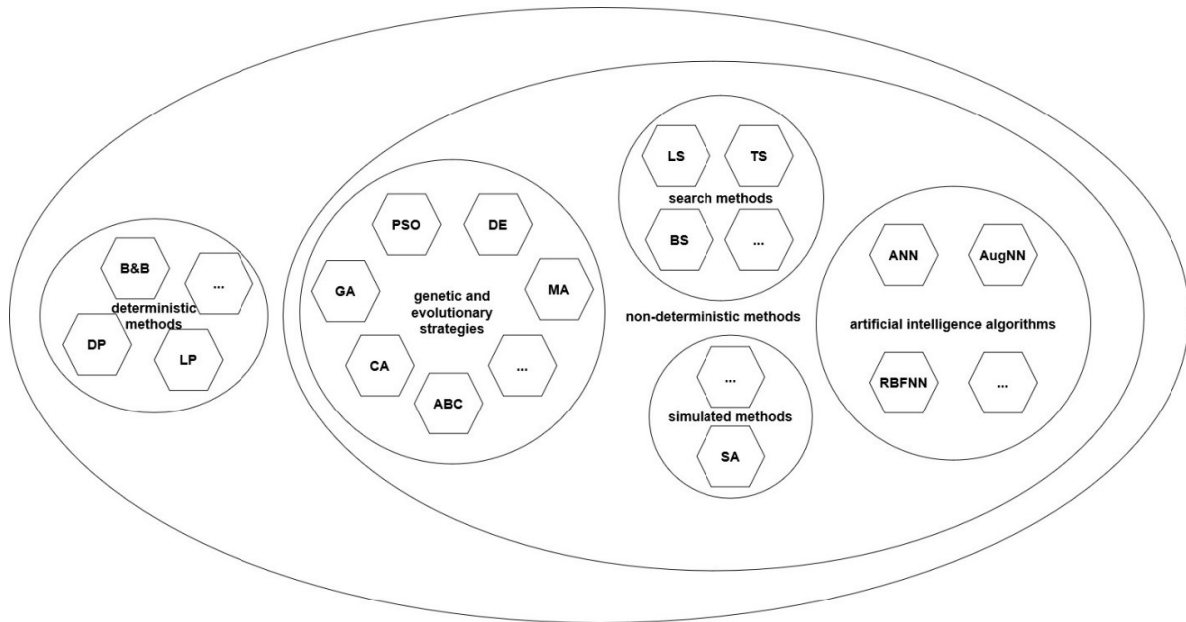 B&B
...
deterministic
methods
DP
LP
PSO
DE
GA
genetic and
evolutionary
strategies
MA
CA
...
ABC
LS
TS
search methods
BS
...
non-deterministic methods
...
simulated methods
SA
ANN
AugNN
artificial intelligence algorithms
RBFNN
...